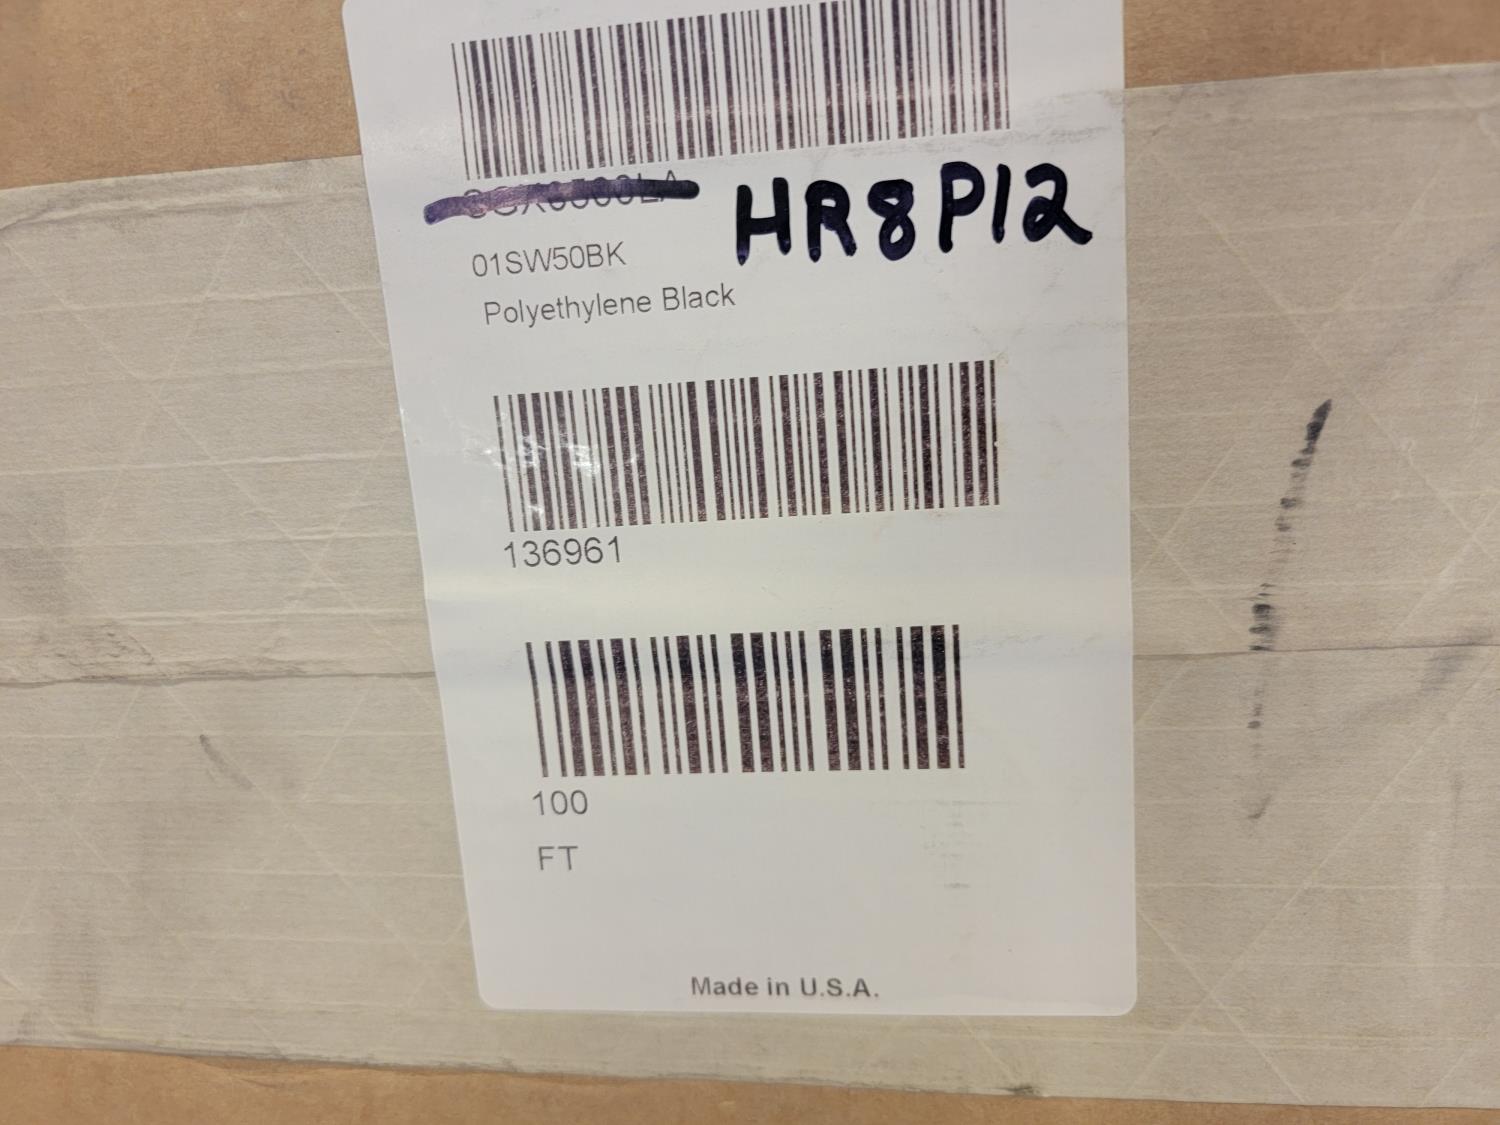 HR8P12
01SW50BK
Polyethylene Black
136961
100
FT
Made in U.S.A.